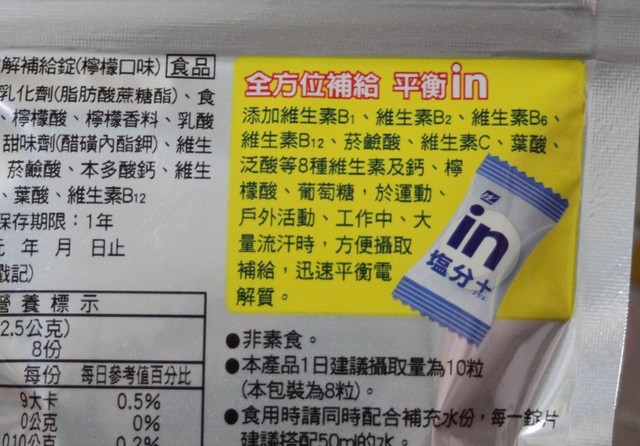 解補給錠(檸檬口味) 食品
乳化劑(脂肪酸蔗糖酯)、食
、檸檬酸、檸檬香料、乳酸
甜味劑(醋磺內酯鉀)、維生
、菸鹼酸、本多酸鈣、維生
、葉酸、維生素B12
保存期限：1年
元 年 月 日止
戳記)
營養標示
2.5公克)
8份
每份 每日參考值百分比
9大卡 0.5%
0公克 0%
0.10公克 0.2%
全方位補給 平衡in
添加維生素B1、維生素B2、維生素B6、
維生素B12、菸鹼酸、維生素C、葉酸、
泛酸等8種維生素及鈣、檸
檬酸、葡萄糖，於運動、
戶外活動、工作中、大
量流汗時，方便攝取
補給，迅速平衡電
解質。
in
塩分+
●非素食。
●本產品1日建議攝取量為10粒
(本包裝為8粒)。
●食用時請同時配合補充水份，每一錠片
建議搭配50ml的水。